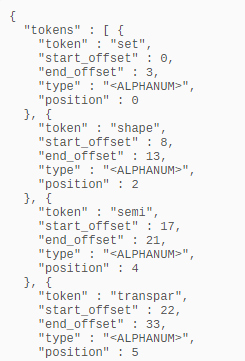 {
"tokens" : [ {
"token" : "set",
"start_offset" : 0,
"end_offset" : 3,
"type" : "<ALPHANUM>",
"position" : 0
}, {
"token" : "shape",
"start_offset" : 8,
"end_offset" : 13,
"type" : "<ALPHANUM>",
"position" : 2
}, {
"token" : "semi",
"start_offset" : 17,
"end_offset" : 21,
"type" : "<ALPHANUM>",
"position" : 4
}, {
"token" : "transpar",
"start_offset" : 22,
"end_offset" : 33,
"type" : "<ALPHANUM>",
"position" : 5